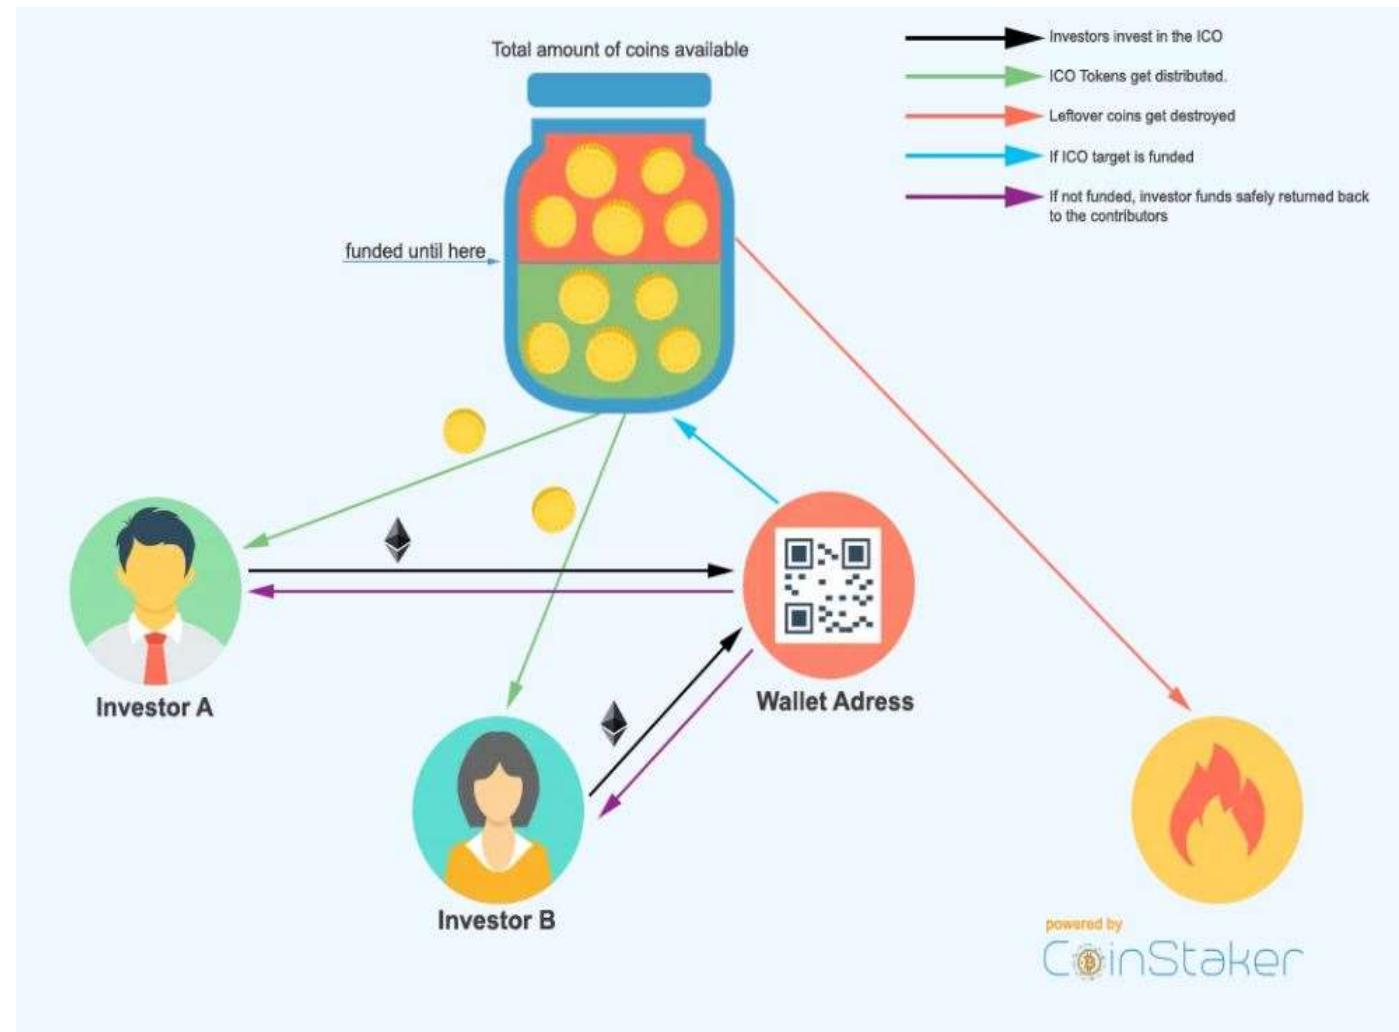 Total amount of coins available
Investors invest in the ICO
ICO Tokens get distributed.
Leftover coins get destroyed
If ICO target is funded
If not funded, investor funds safely returned back
to the contributors
funded until here
Investor A
Wallet Adress
Investor B
powered by
CoinStaker